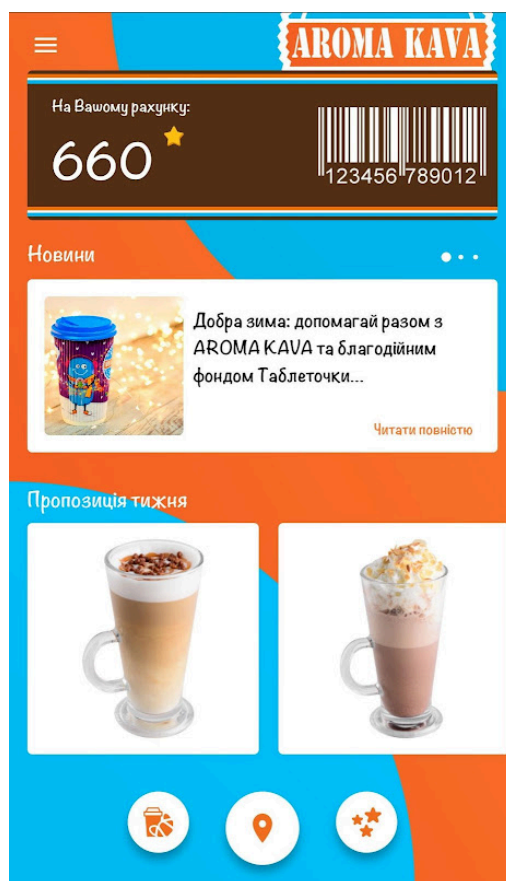 AROMA KAVA
На Вашому рахунку:
660
123456 789012
Новини
Добра зима: допомагай разом з
AROMA KAVA та благодійним
фондом Таблеточки...
Читати повністю
Пропозиція тижня